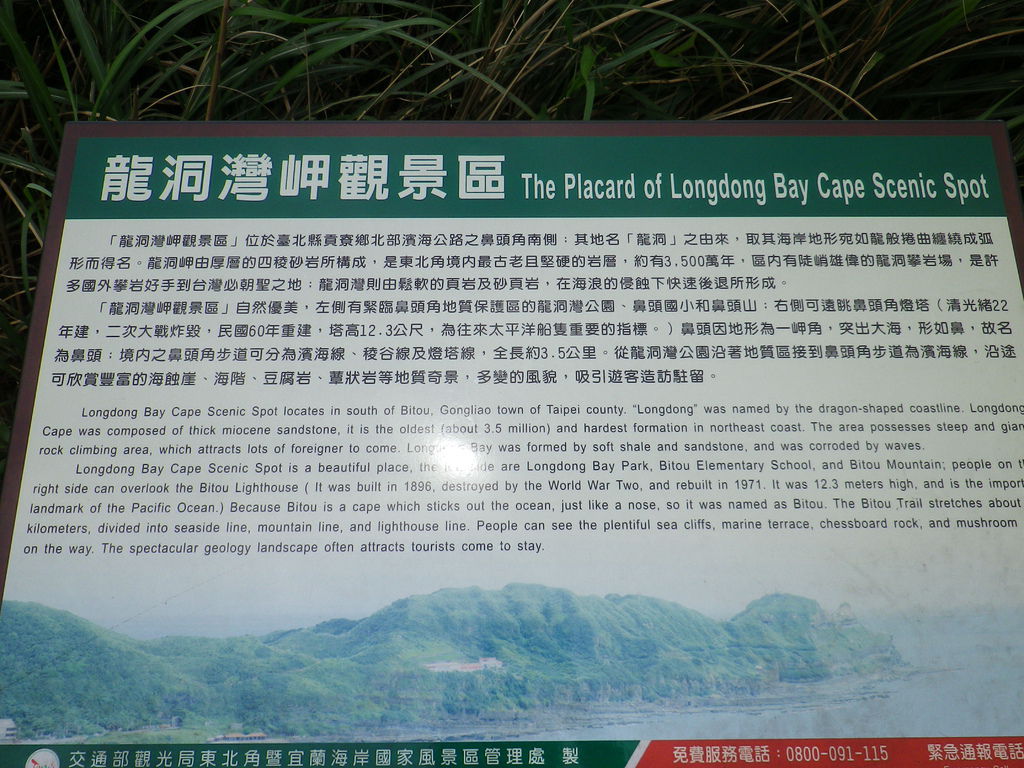 龍洞灣岬觀景區 The Placard of Longdong Bay Cape Scenic Spot
「龍洞灣岬觀景區」位於臺北縣貢寮鄉北部濱海公路之鼻頭角南側；其地名「龍洞」之由來，取其海岸地形宛如龍般捲曲纏繞成弧
形而得名。龍洞岬由厚層的四稜砂岩所構成，是東北角境內最古老且堅硬的岩層，約有3,500萬年，區內有陡峭雄偉的龍洞攀岩場，是許
多國外攀岩好手到台灣必朝聖之地；龍洞灣則由鬆軟的頁岩及砂頁岩，在海浪的侵蝕下快速後退所形成。
「龍洞灣岬觀景區」自然優美，左側有緊臨鼻頭角地質保護區的龍洞灣公園、鼻頭國小和鼻頭山；右側可遠眺鼻頭角燈塔（清光緒22
年建，二次大戰炸毀，民國60年重建，塔高12.3公尺，為往來太平洋船隻重要的指標。）鼻頭因地形為一岬角，突出大海，形如鼻，故名
為鼻頭；境內之鼻頭角步道可分為濱海線、稜谷線及燈塔線，全長約3.5公里。從龍洞灣公園沿著地質區接到鼻頭角步道為濱海線，沿途
可欣賞豐富的海蝕崖、海階、豆腐岩、蕈狀岩等地質奇景，多變的風貌，吸引遊客造訪駐留。
Longdong Bay Cape Scenic Spot locates in south of Bitou, Gongliao town of Taipei county. “Longdong” was named by the dragon-shaped coastline. Longdong
Cape was composed of thick miocene sandstone, it is the oldest (about 3.5 million) and hardest formation in northeast coast. The area possesses steep and gian
rock climbing area, which attracts lots of foreigner to come. Bay was formed by soft shale and sandstone, and was corroded by waves.
Longdong Bay Cape Scenic Spot is a beautiful place, the side are Longdong Bay Park, Bitou Elementary School, and Bitou Mountain; people on th
right side can overlook the Bitou Lighthouse ( It was built in 1896, destroyed by the World War Two, and rebuilt in 1971. It was 12.3 meters high, and is the import
landmark of the Pacific Ocean.) Because Bitou is a cape which sticks out the ocean, just like a nose, so it was named as Bitou. The Bitou Trail stretches about
kilometers, divided into seaside line, mountain line, and lighthouse line. People can see the plentiful sea cliffs, marine terrace, chessboard rock, and mushroom
on the way. The spectacular geology landscape often attracts tourists come to stay.
交通部觀光局東北角暨宜蘭海岸國家風景區管理處 製 免費服務電話：0800-091-115 緊急通報電話